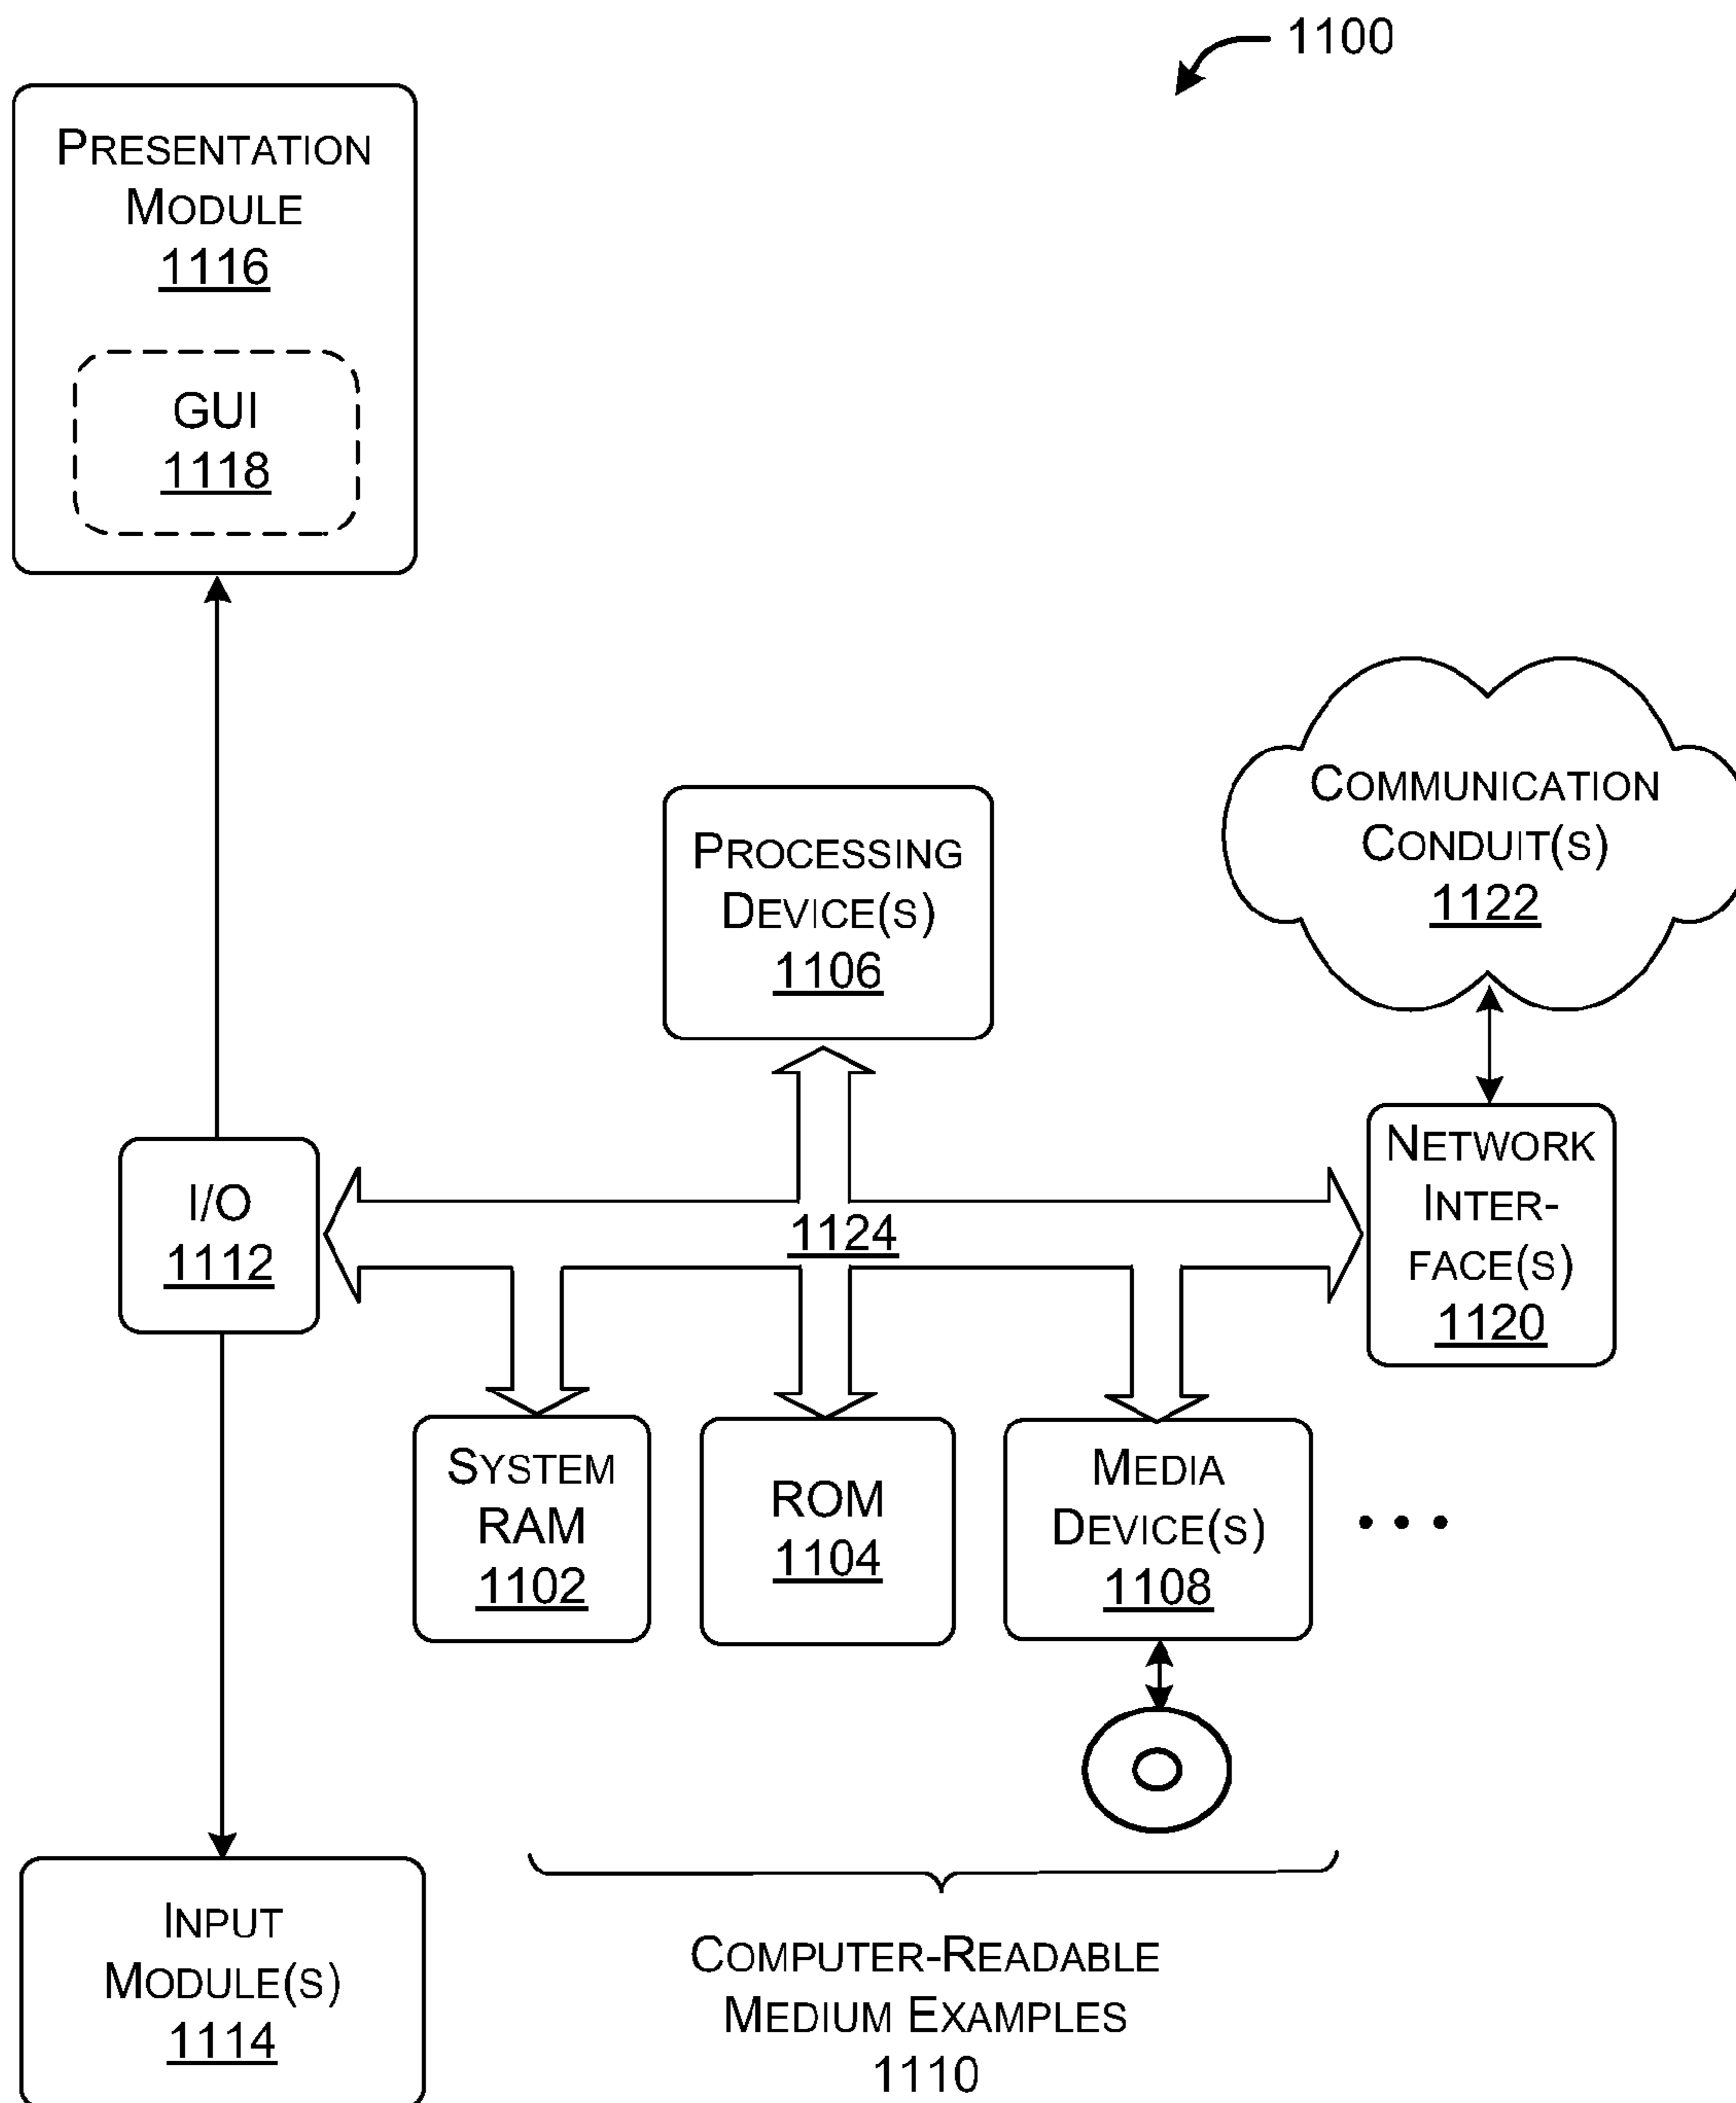 1100
PRESENTATION
MODULE
1116
GUI
1118
COMMUNICATION
CONDUIT(S)
1122
PROCESSING
DEVICE(S)
1106
NETWORK
INTER-
FACE(S)
1120
I/O
1112
1124
SYSTEM
RAM
1102
ROM
1104
MEDIA
DEVICE(S)
1108
• • •
INPUT
MODULE(S)
1114
COMPUTER-READABLE
MEDIUM EXAMPLES
1110